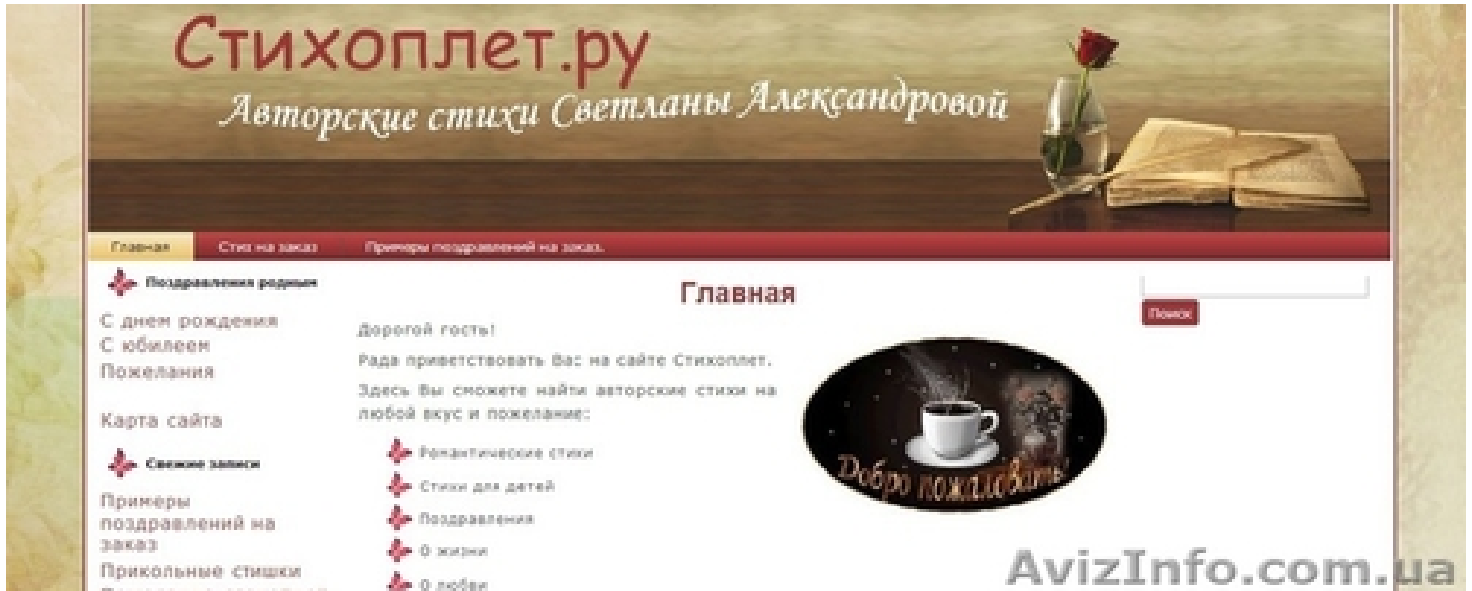 Стихоплет.ру
Авторские стихи Светланы Александровой
Главная
Стих на заказ
Примеры поздравлений на заказ.
Поздравления родным
С днем рождения
С юбилеем
Пожелания
Карта сайта
Свежие записи
Примеры
поздравлений на
заказ
Прикольные стишки
Главная
Дорогой гость!
Рада приветствовать Вас на сайте Стихоплет.
Здесь Вы сможете найти авторские стихи на
любой вкус и пожелание:
Романтические стихи
Стихи для детей
Поздравления
О жизни
О любви
Добро пожаловать!
Поиск
AvizInfo.com.ua